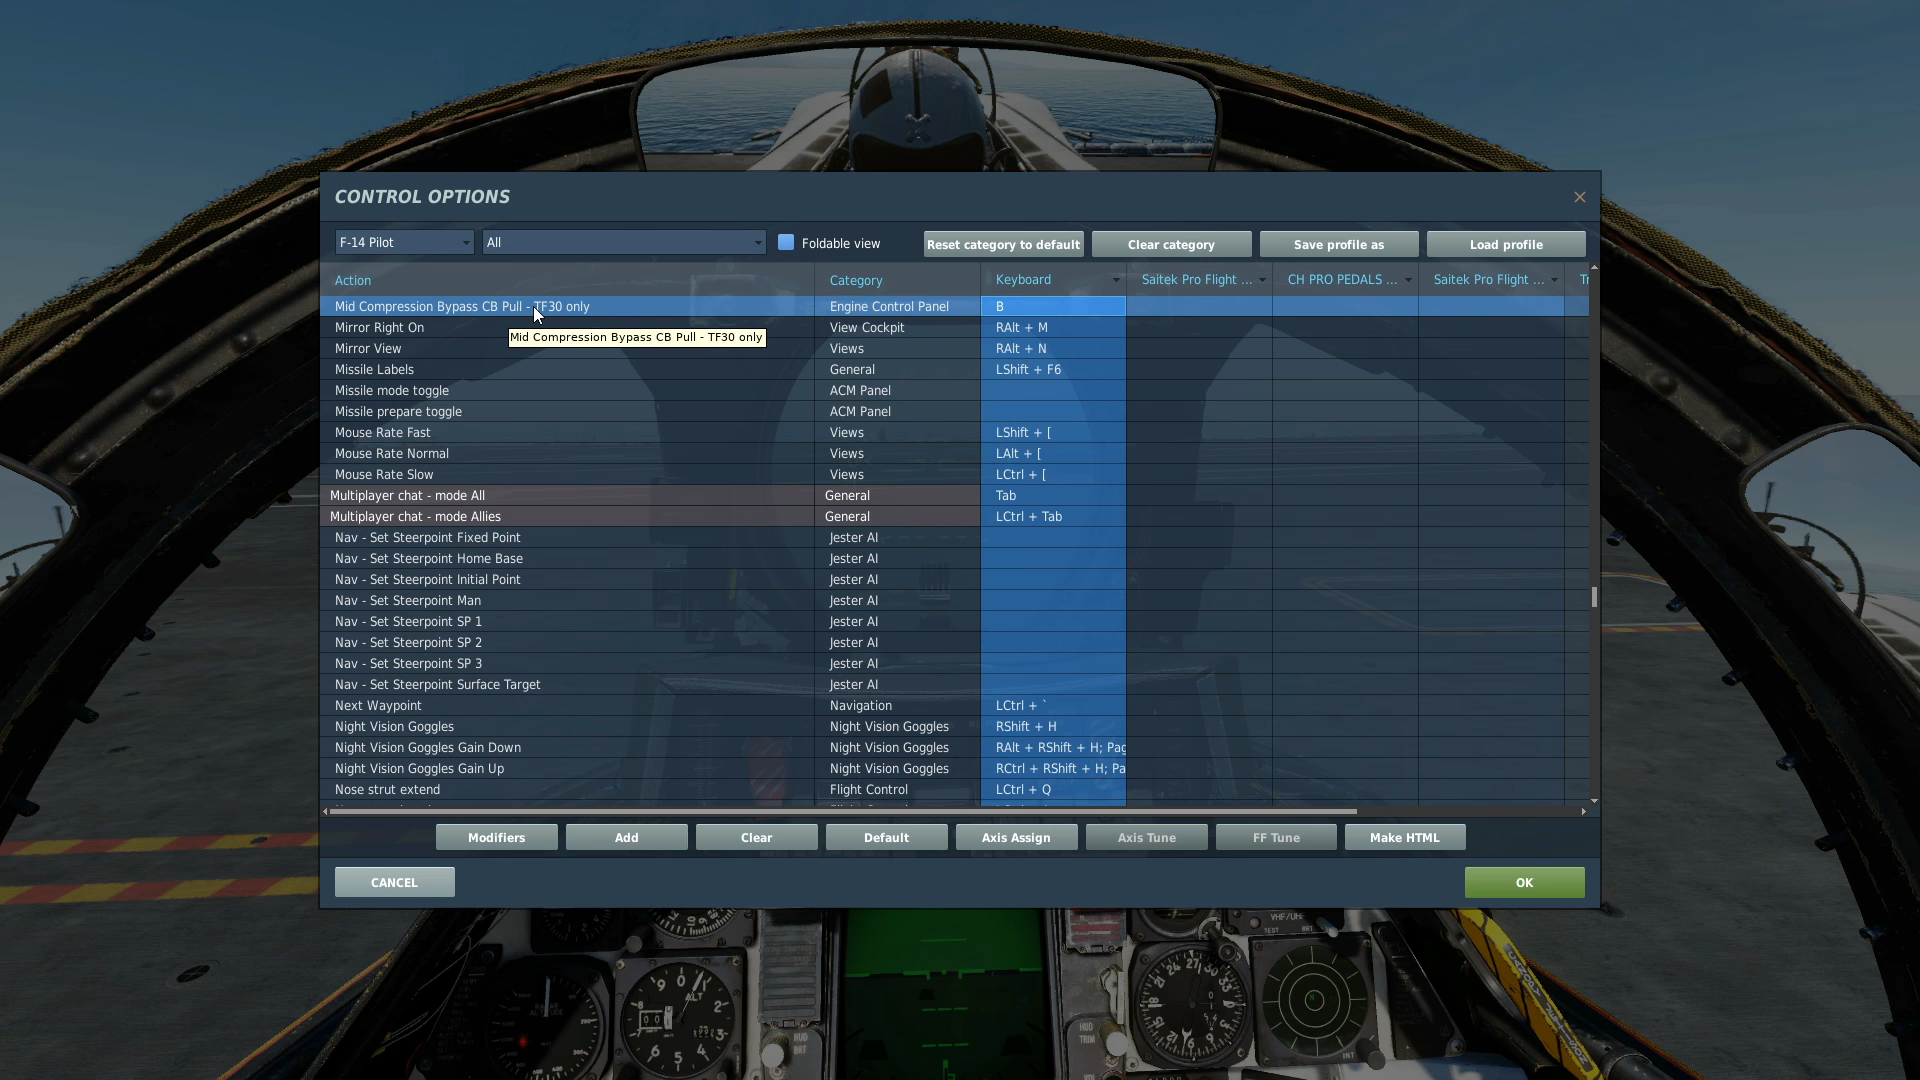 CONTROL OPTIONS
F-14 Pilot All Foldable view Reset category to default Clear category Save profile as Load profile
Action Category Keyboard Saitek Pro Flight ... CH PRO PEDALS ... Saitek Pro Flight ...
Mid Compression Bypass CB Pull - TF30 only Engine Control Panel B
Mirror Right On View Cockpit RAlt + M
Mid Compression Bypass CB Pull - TF30 only
Mirror View Views RAlt + N
Missile Labels General LShift + F6
Missile mode toggle ACM Panel
Missile prepare toggle ACM Panel
Mouse Rate Fast Views LShift + [
Mouse Rate Normal Views LAlt + [
Mouse Rate Slow Views LCtrl + [
Multiplayer chat - mode All General Tab
Multiplayer chat - mode Allies General LCtrl + Tab
Nav - Set Steerpoint Fixed Point Jester AI
Nav - Set Steerpoint Home Base Jester AI
Nav - Set Steerpoint Initial Point Jester AI
Nav - Set Steerpoint Man Jester AI
Nav - Set Steerpoint SP 1 Jester AI
Nav - Set Steerpoint SP 2 Jester AI
Nav - Set Steerpoint SP 3 Jester AI
Nav - Set Steerpoint Surface Target Jester AI
Next Waypoint Navigation LCtrl + `
Night Vision Goggles Night Vision Goggles RShift + H
Night Vision Goggles Gain Down Night Vision Goggles RAlt + RShift + H; Pag
Night Vision Goggles Gain Up Night Vision Goggles RCtrl + RShift + H; Pa
Nose strut extend Flight Control LCtrl + Q
Modifiers Add Clear Default Axis Assign Axis Tune FF Tune Make HTML
CANCEL OK
VHF/UHF
TEST BRT
ALT
HUD TRIM
HUD BRT
INT